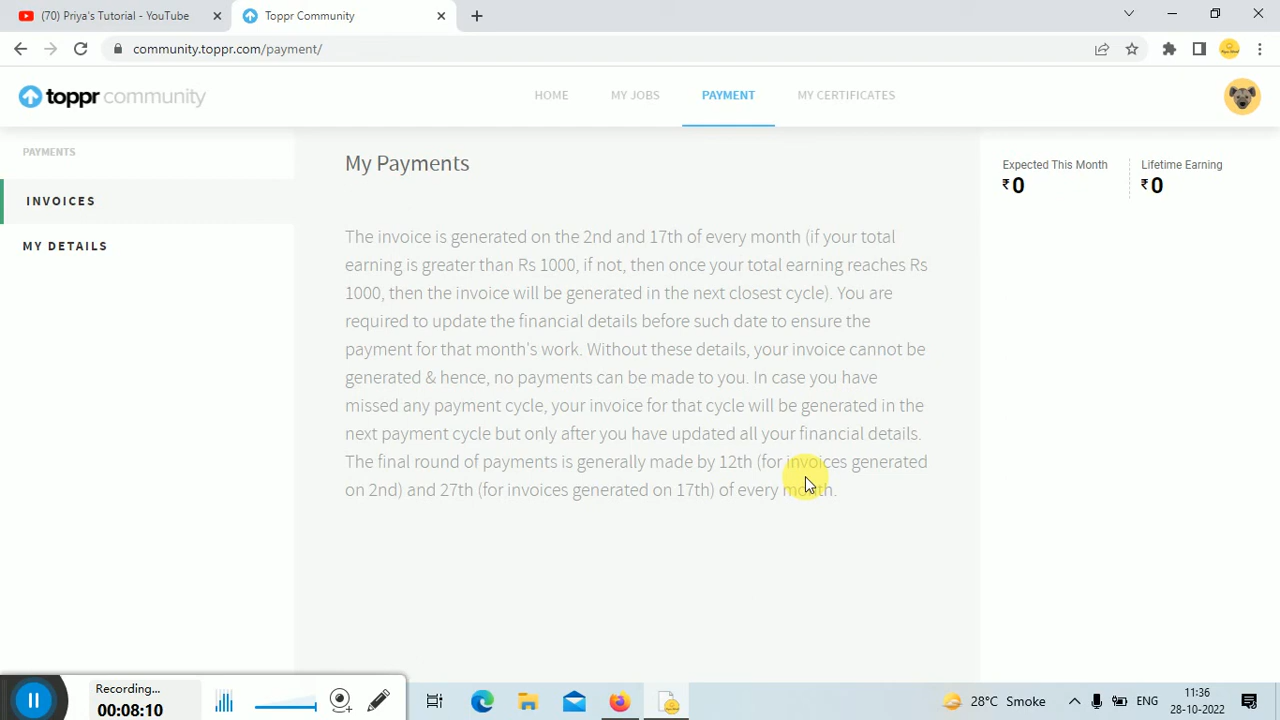 (70) Priya's Tutorial - YouTube
Toppr Community
community.toppr.com/payment/
toppr community
HOME
MY JOBS
PAYMENT
MY CERTIFICATES
PAYMENTS
INVOICES
MY DETAILS
My Payments
The invoice is generated on the 2nd and 17th of every month (if your total
earning is greater than Rs 1000, if not, then once your total earning reaches Rs
1000, then the invoice will be generated in the next closest cycle). You are
required to update the financial details before such date to ensure the
payment for that month's work. Without these details, your invoice cannot be
generated & hence, no payments can be made to you. In case you have
missed any payment cycle, your invoice for that cycle will be generated in the
next payment cycle but only after you have updated all your financial details.
The final round of payments is generally made by 12th (for invoices generated
on 2nd) and 27th (for invoices generated on 17th) of every month.
Expected This Month
₹0
Lifetime Earning
₹0
Recording...
00:08:10
28°C Smoke
ENG
11:36
28-10-2022